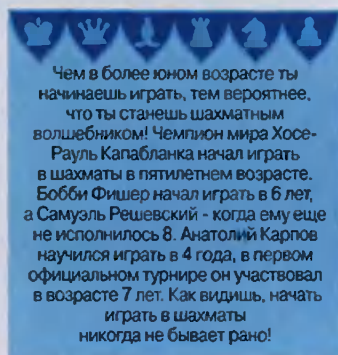 Чем в более юном возрасте ты
начинаешь играть, тем вероятнее,
что ты станешь шахматным
волшебником! Чемпион мира Хосе-
Рауль Капабланка начал играть
в шахматы в пятилетнем возрасте.
Бобби Фишер начал играть в 6 лет,
а Самуэль Решевский - когда ему еще
не исполнилось 8. Анатолий Карпов
научился играть в 4 года, в первом
официальном турнире он участвовал
в возрасте 7 лет. Как видишь, начать
играть в шахматы
никогда не бывает рано!